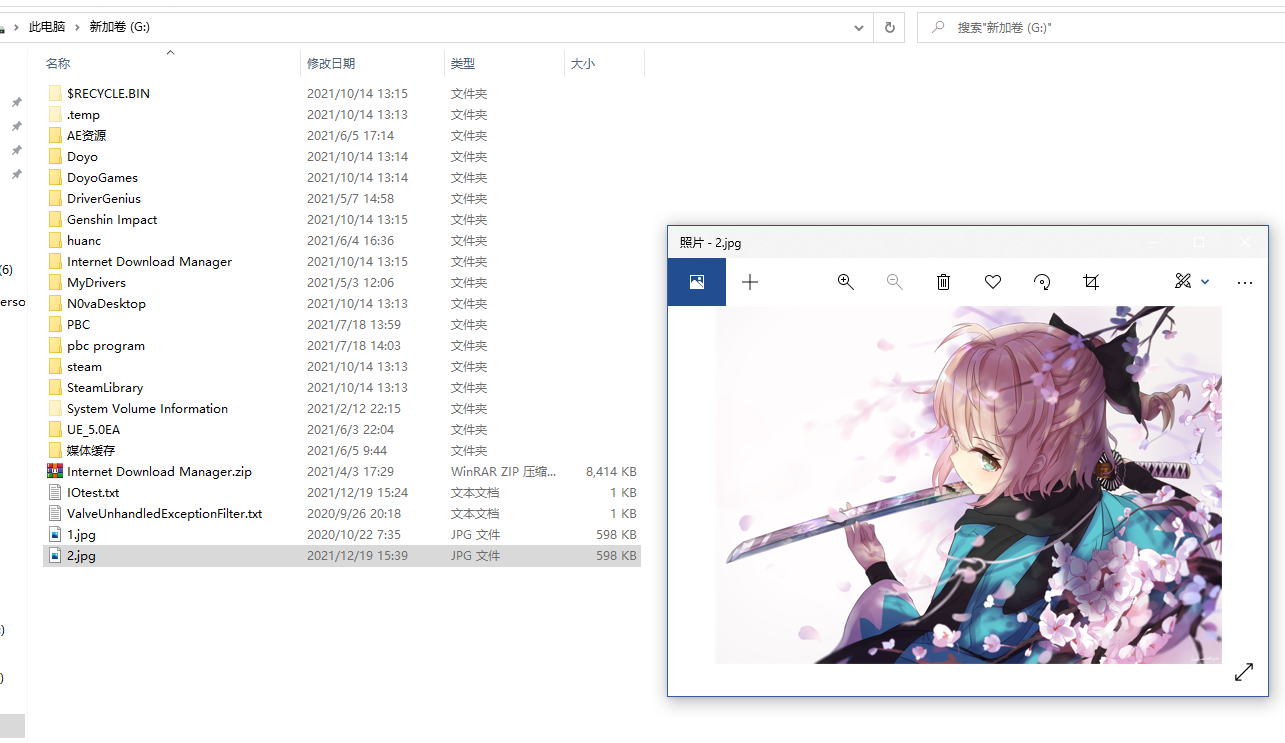 此电脑 › 新加卷 (G:)
搜索"新加卷 (G:)"
名称 修改日期 类型 大小
$RECYCLE.BIN 2021/10/14 13:15 文件夹
.temp 2021/10/14 13:13 文件夹
AE资源 2021/6/5 17:14 文件夹
Doyo 2021/10/14 13:14 文件夹
DoyoGames 2021/10/14 13:14 文件夹
DriverGenius 2021/5/7 14:58 文件夹
Genshin Impact 2021/10/14 13:15 文件夹
huanc 2021/6/4 16:36 文件夹
Internet Download Manager 2021/10/14 13:15 文件夹
MyDrivers 2021/5/3 12:06 文件夹
N0vaDesktop 2021/10/14 13:13 文件夹
PBC 2021/7/18 13:59 文件夹
pbc program 2021/7/18 14:03 文件夹
steam 2021/10/14 13:13 文件夹
SteamLibrary 2021/10/14 13:13 文件夹
System Volume Information 2021/2/12 22:15 文件夹
UE_5.0EA 2021/6/3 22:04 文件夹
媒体缓存 2021/6/5 9:44 文件夹
Internet Download Manager.zip 2021/4/3 17:29 WinRAR ZIP 压缩... 8,414 KB
IOtest.txt 2021/12/19 15:24 文本文档 1 KB
ValveUnhandledExceptionFilter.txt 2020/9/26 20:18 文本文档 1 KB
1.jpg 2020/10/22 7:35 JPG 文件 598 KB
2.jpg 2021/12/19 15:39 JPG 文件 598 KB
(6)
erso
照片 - 2.jpg